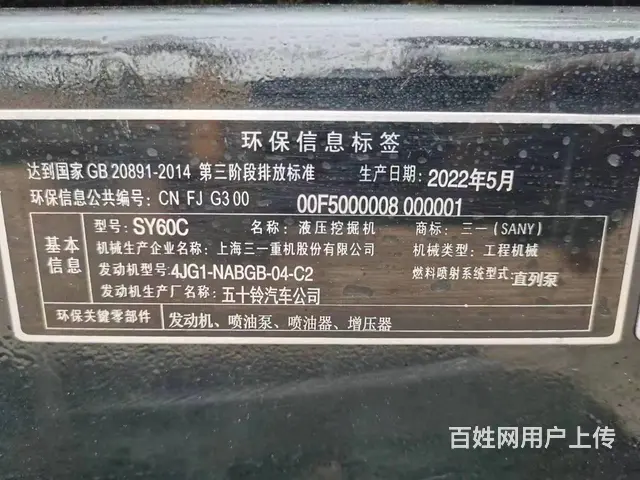 环保信息标签
达到国家 GB 20891-2014 第三阶段排放标准 生产日期: 2022年5月
环保信息公共编号: CN FJ G3 00 00F5000008 000001
基本信息
型号: SY60C 名称: 液压挖掘机 商标: 三一(SANY)
机械生产企业名称: 上海三一重机股份有限公司 机械类型: 工程机械
发动机型号: 4JG1-NABGB-04-C2 燃料喷射系统型式: 直列泵
发动机生产厂名称: 五十铃汽车公司
环保关键零部件 发动机、喷油泵、喷油器、增压器
百姓网用户上传